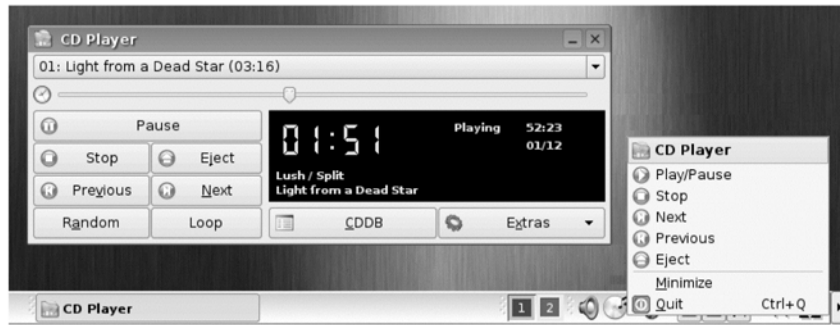 CD Player
01: Light from a Dead Star (03:16)
Pause
Stop
Eject
Previous
Next
Random
Loop
01:51
Playing
52:23
01/12
Lush / Split
Light from a Dead Star
CDDB
Extras
CD Player
Play/Pause
Stop
Next
Previous
Eject
Minimize
Quit Ctrl+Q
CD Player
1
2